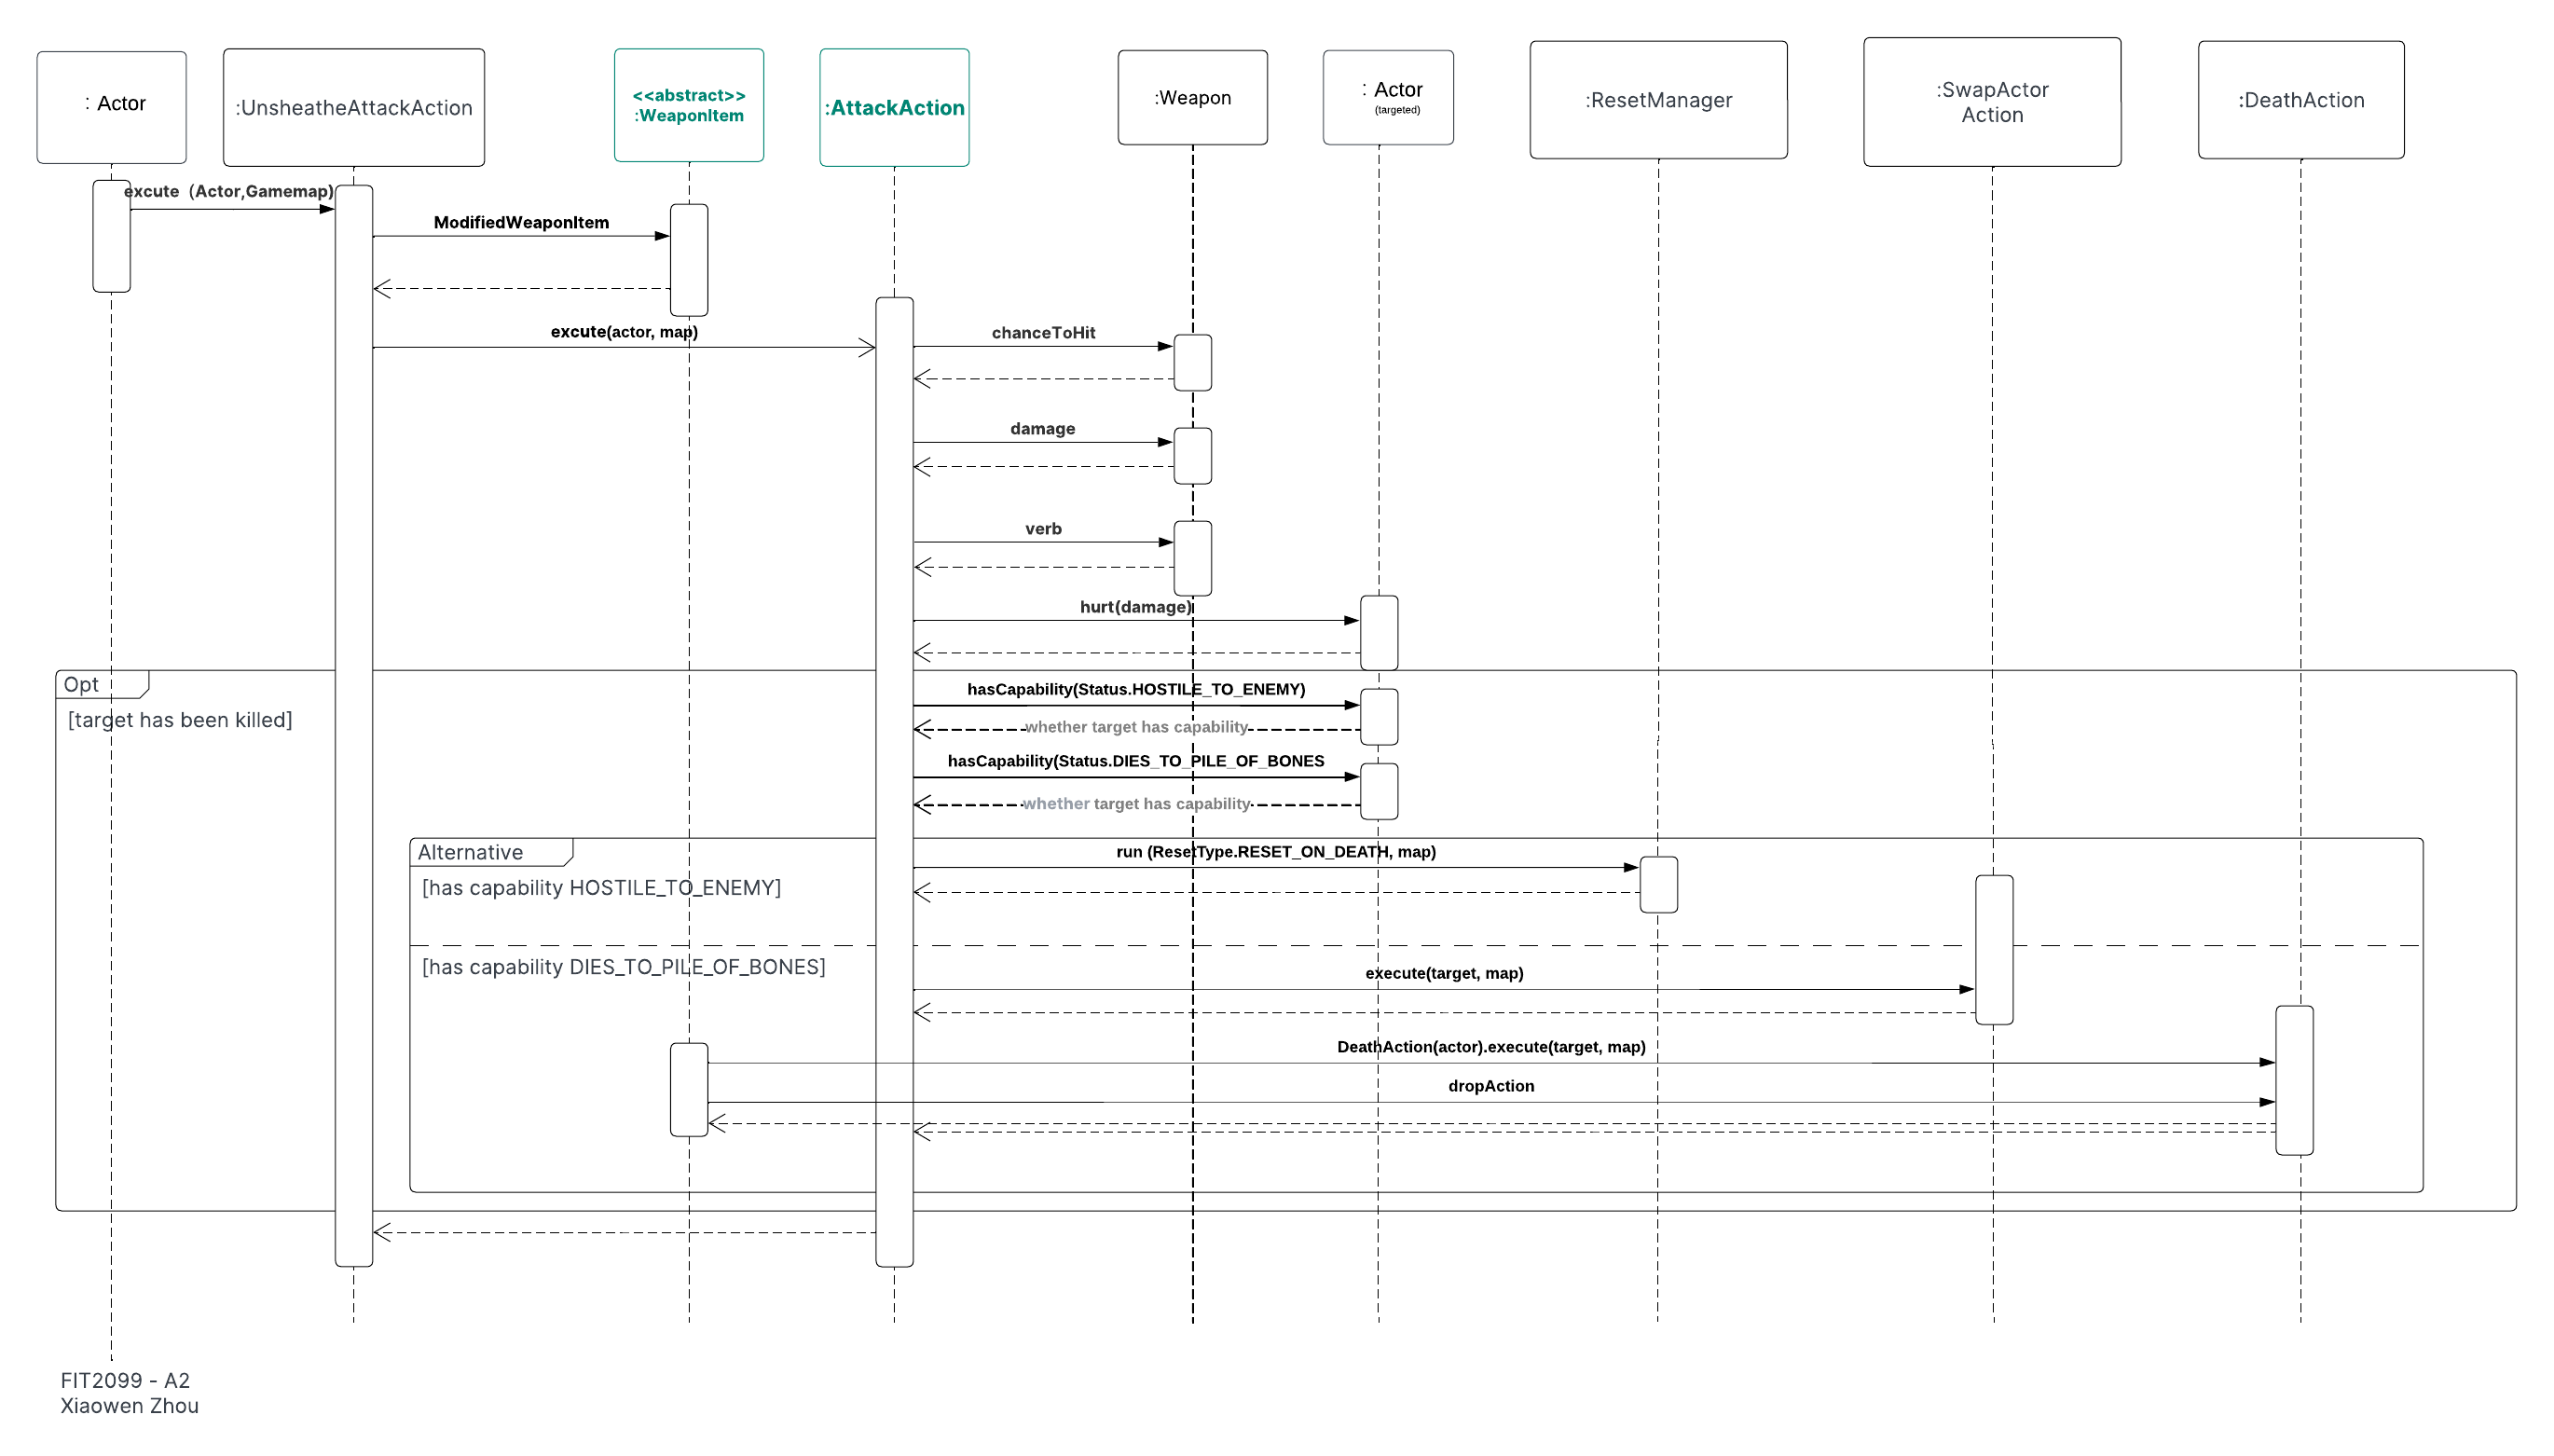 : Actor
:UnsheatheAttackAction
<<abstract>>
:WeaponItem
:AttackAction
:Weapon
: Actor
(targeted)
:ResetManager
:SwapActor
Action
:DeathAction
excute（Actor,Gamemap)
ModifiedWeaponItem
excute(actor, map)
chanceToHit
damage
verb
hurt(damage)
Opt
[target has been killed]
hasCapability(Status.HOSTILE_TO_ENEMY)
whether target has capability
hasCapability(Status.DIES_TO_PILE_OF_BONES
whether target has capability
Alternative
run (ResetType.RESET_ON_DEATH, map)
[has capability HOSTILE_TO_ENEMY]
[has capability DIES_TO_PILE_OF_BONES]
execute(target, map)
DeathAction(actor).execute(target, map)
dropAction
FIT2099 - A2
Xiaowen Zhou